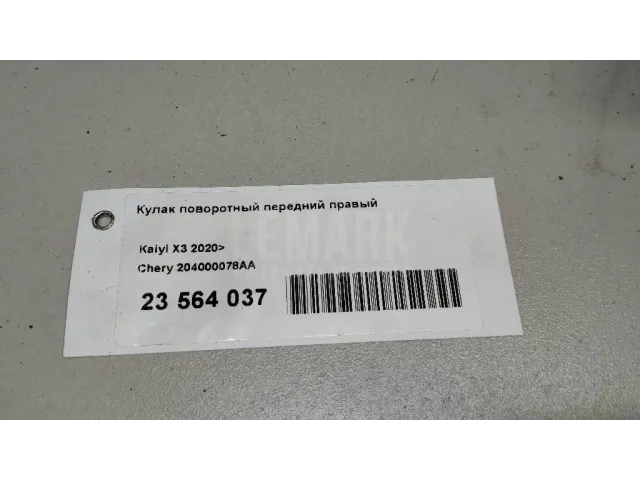 Кулак поворотный передний правый
Kaiyi X3 2020>
Chery 204000078AA
23 564 037